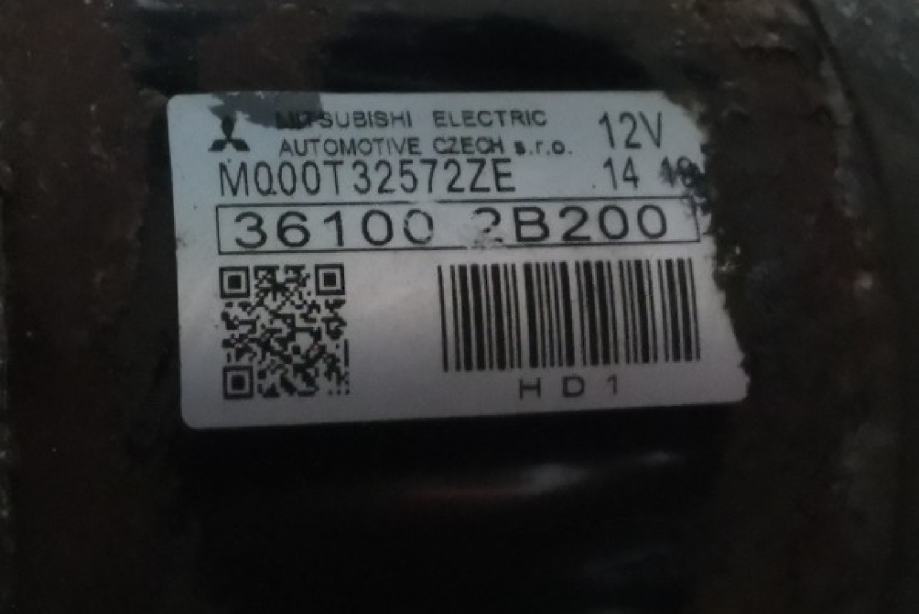 MITSUBISHI ELECTRIC
AUTOMOTIVE CZECH s.r.o.
12V
M000T32572ZE
14
36100 2B200
HD1